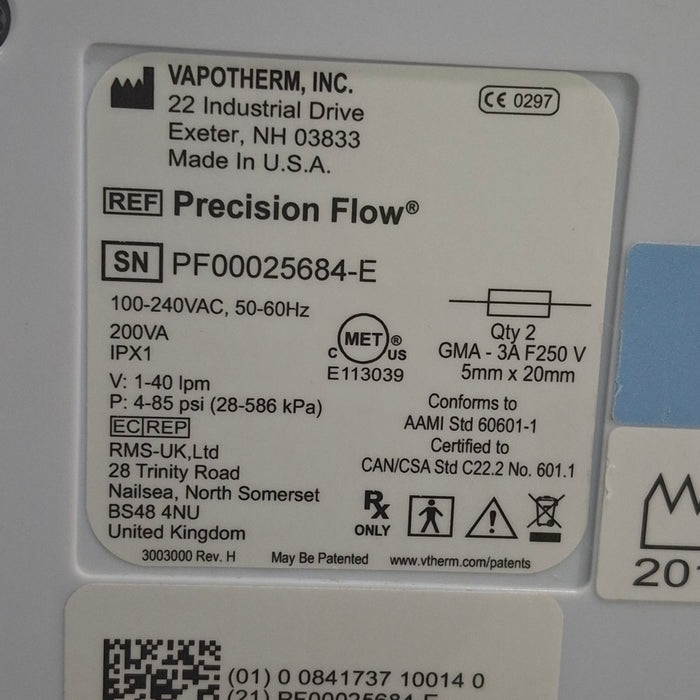 VAPOTHERM, INC.
22 Industrial Drive
Exeter, NH 03833
Made In U.S.A.
CE 0297
REF Precision Flow®
SN PF00025684-E
100-240VAC, 50-60Hz
200VA
IPX1
V: 1-40 lpm
P: 4-85 psi (28-586 kPa)
C MET ® US
E113039
Qty 2
GMA - 3A F250 V
5mm x 20mm
EC REP
RMS-UK,Ltd
28 Trinity Road
Nailsea, North Somerset
BS48 4NU
United Kingdom
Conforms to
AAMI Std 60601-1
Certified to
CAN/CSA Std C22.2 No. 601.1
Rx
ONLY
3003000 Rev. H May Be Patented www.vtherm.com/patents
(01) 0 0841737 10014 0
(21) PF00025684-E